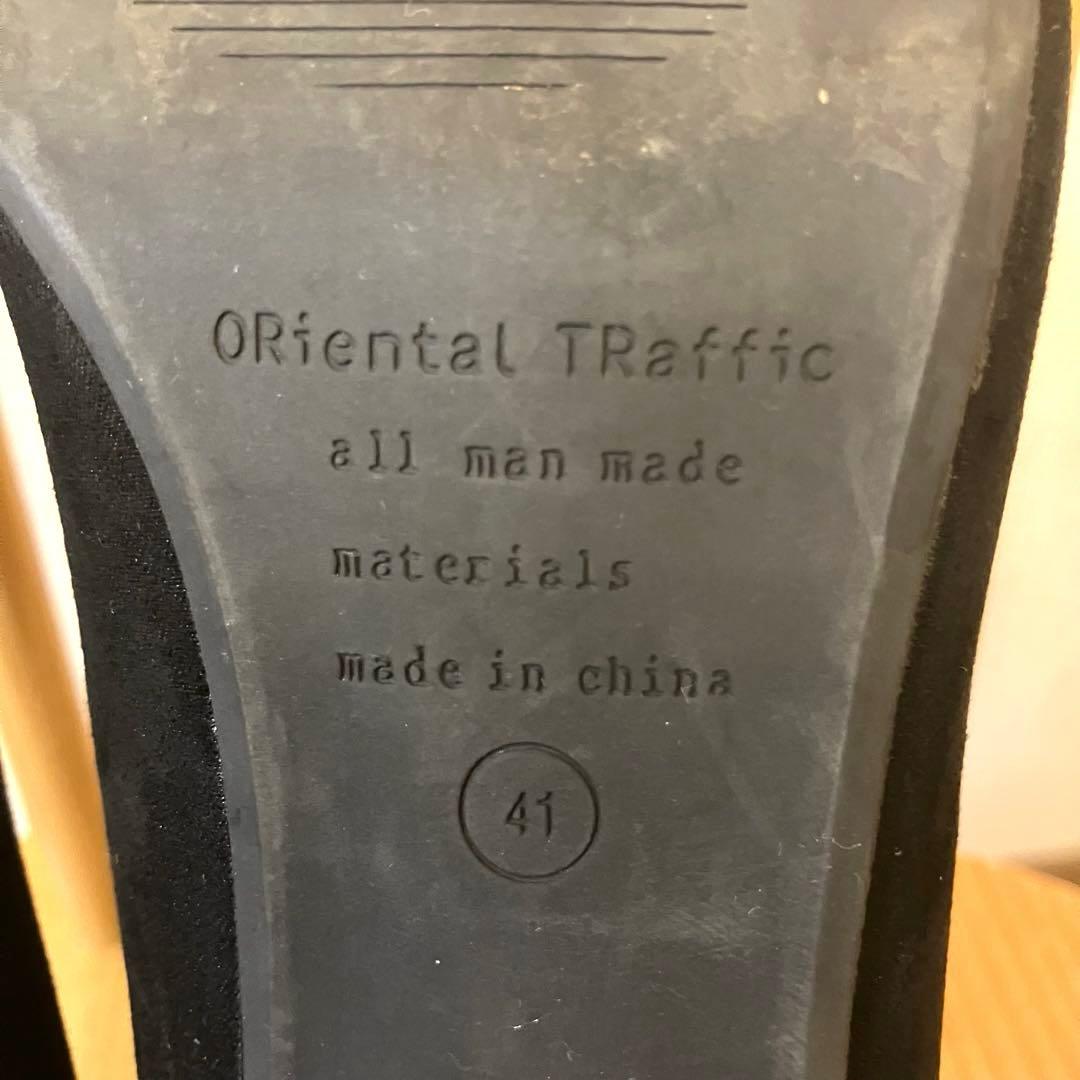 ORiental TRaffic
all man made
materials
made in china
41